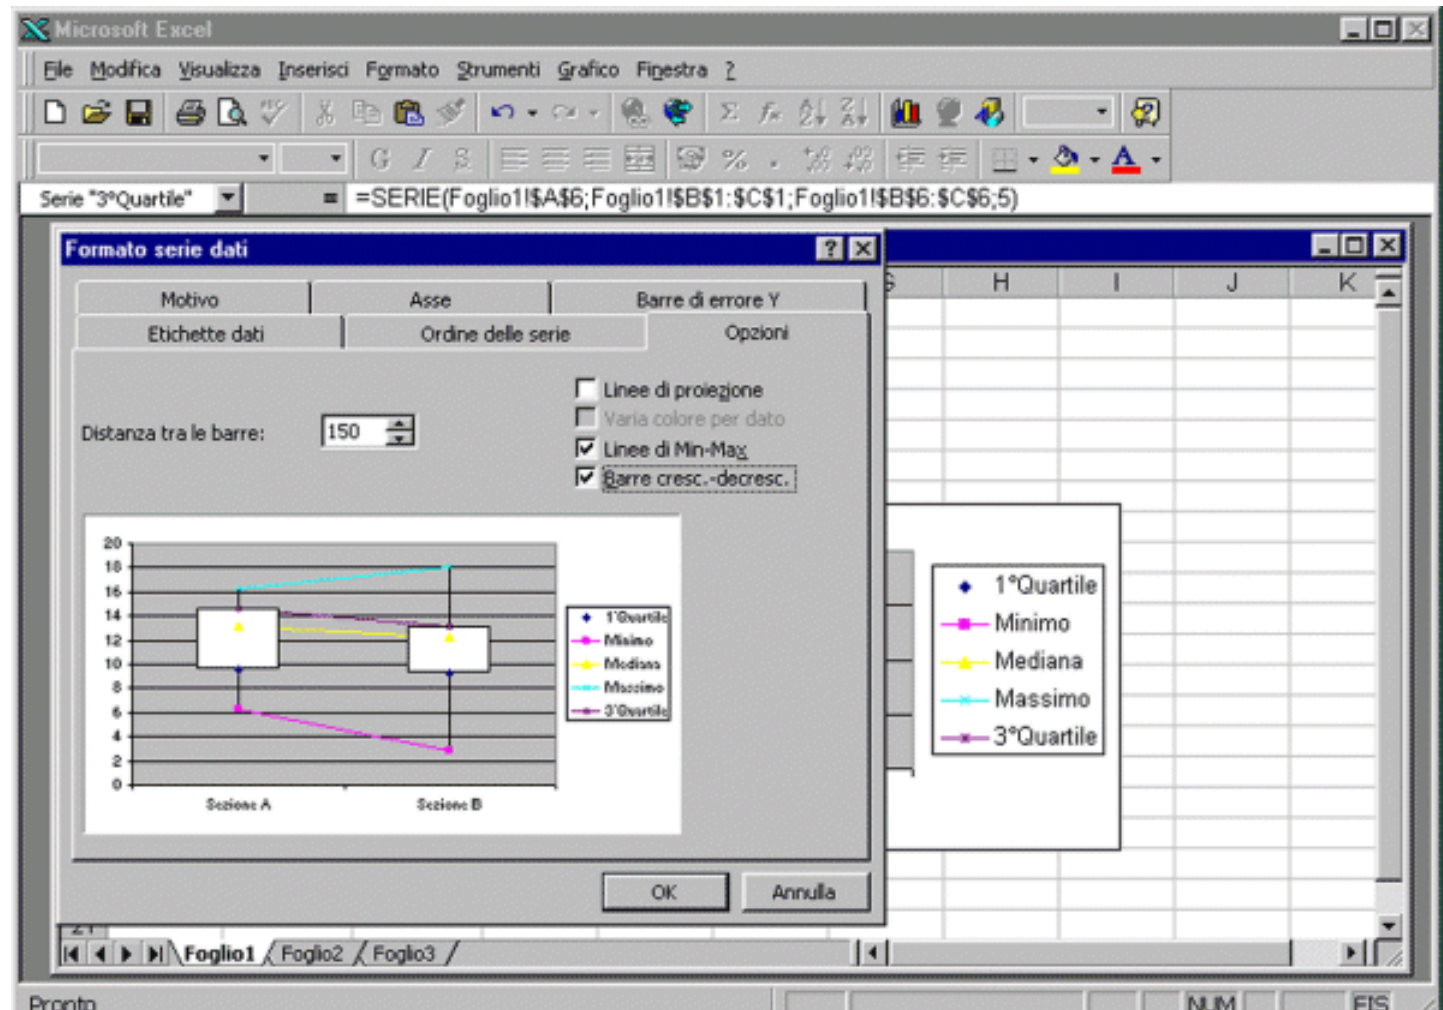 Microsoft Excel
File Modifica Visualizza Inserisci Formato Strumenti Grafico Finestra ?
G I S % .
Serie "3°Quartile" = =SERIE(Foglio1!$A$6;Foglio1!$B$1:$C$1;Foglio1!$B$6:$C$6;5)
Formato serie dati
H I J K
Motivo Asse Barre di errore Y
Etichette dati Ordine delle serie Opzioni
Linee di proiezione
Varia colore per dato
Distanza tra le barre: 150
Linee di Min-Max
Barre cresc.-decresc.
20
18
16
14
12
10
8
6
4
2
0
Sezione A Sezione B
1°Quartile
Minimo
Mediana
Massimo
3°Quartile
1°Quartile
Minimo
Mediana
Massimo
3°Quartile
OK Annulla
Foglio1 Foglio2 Foglio3
Pronto NUM FIS